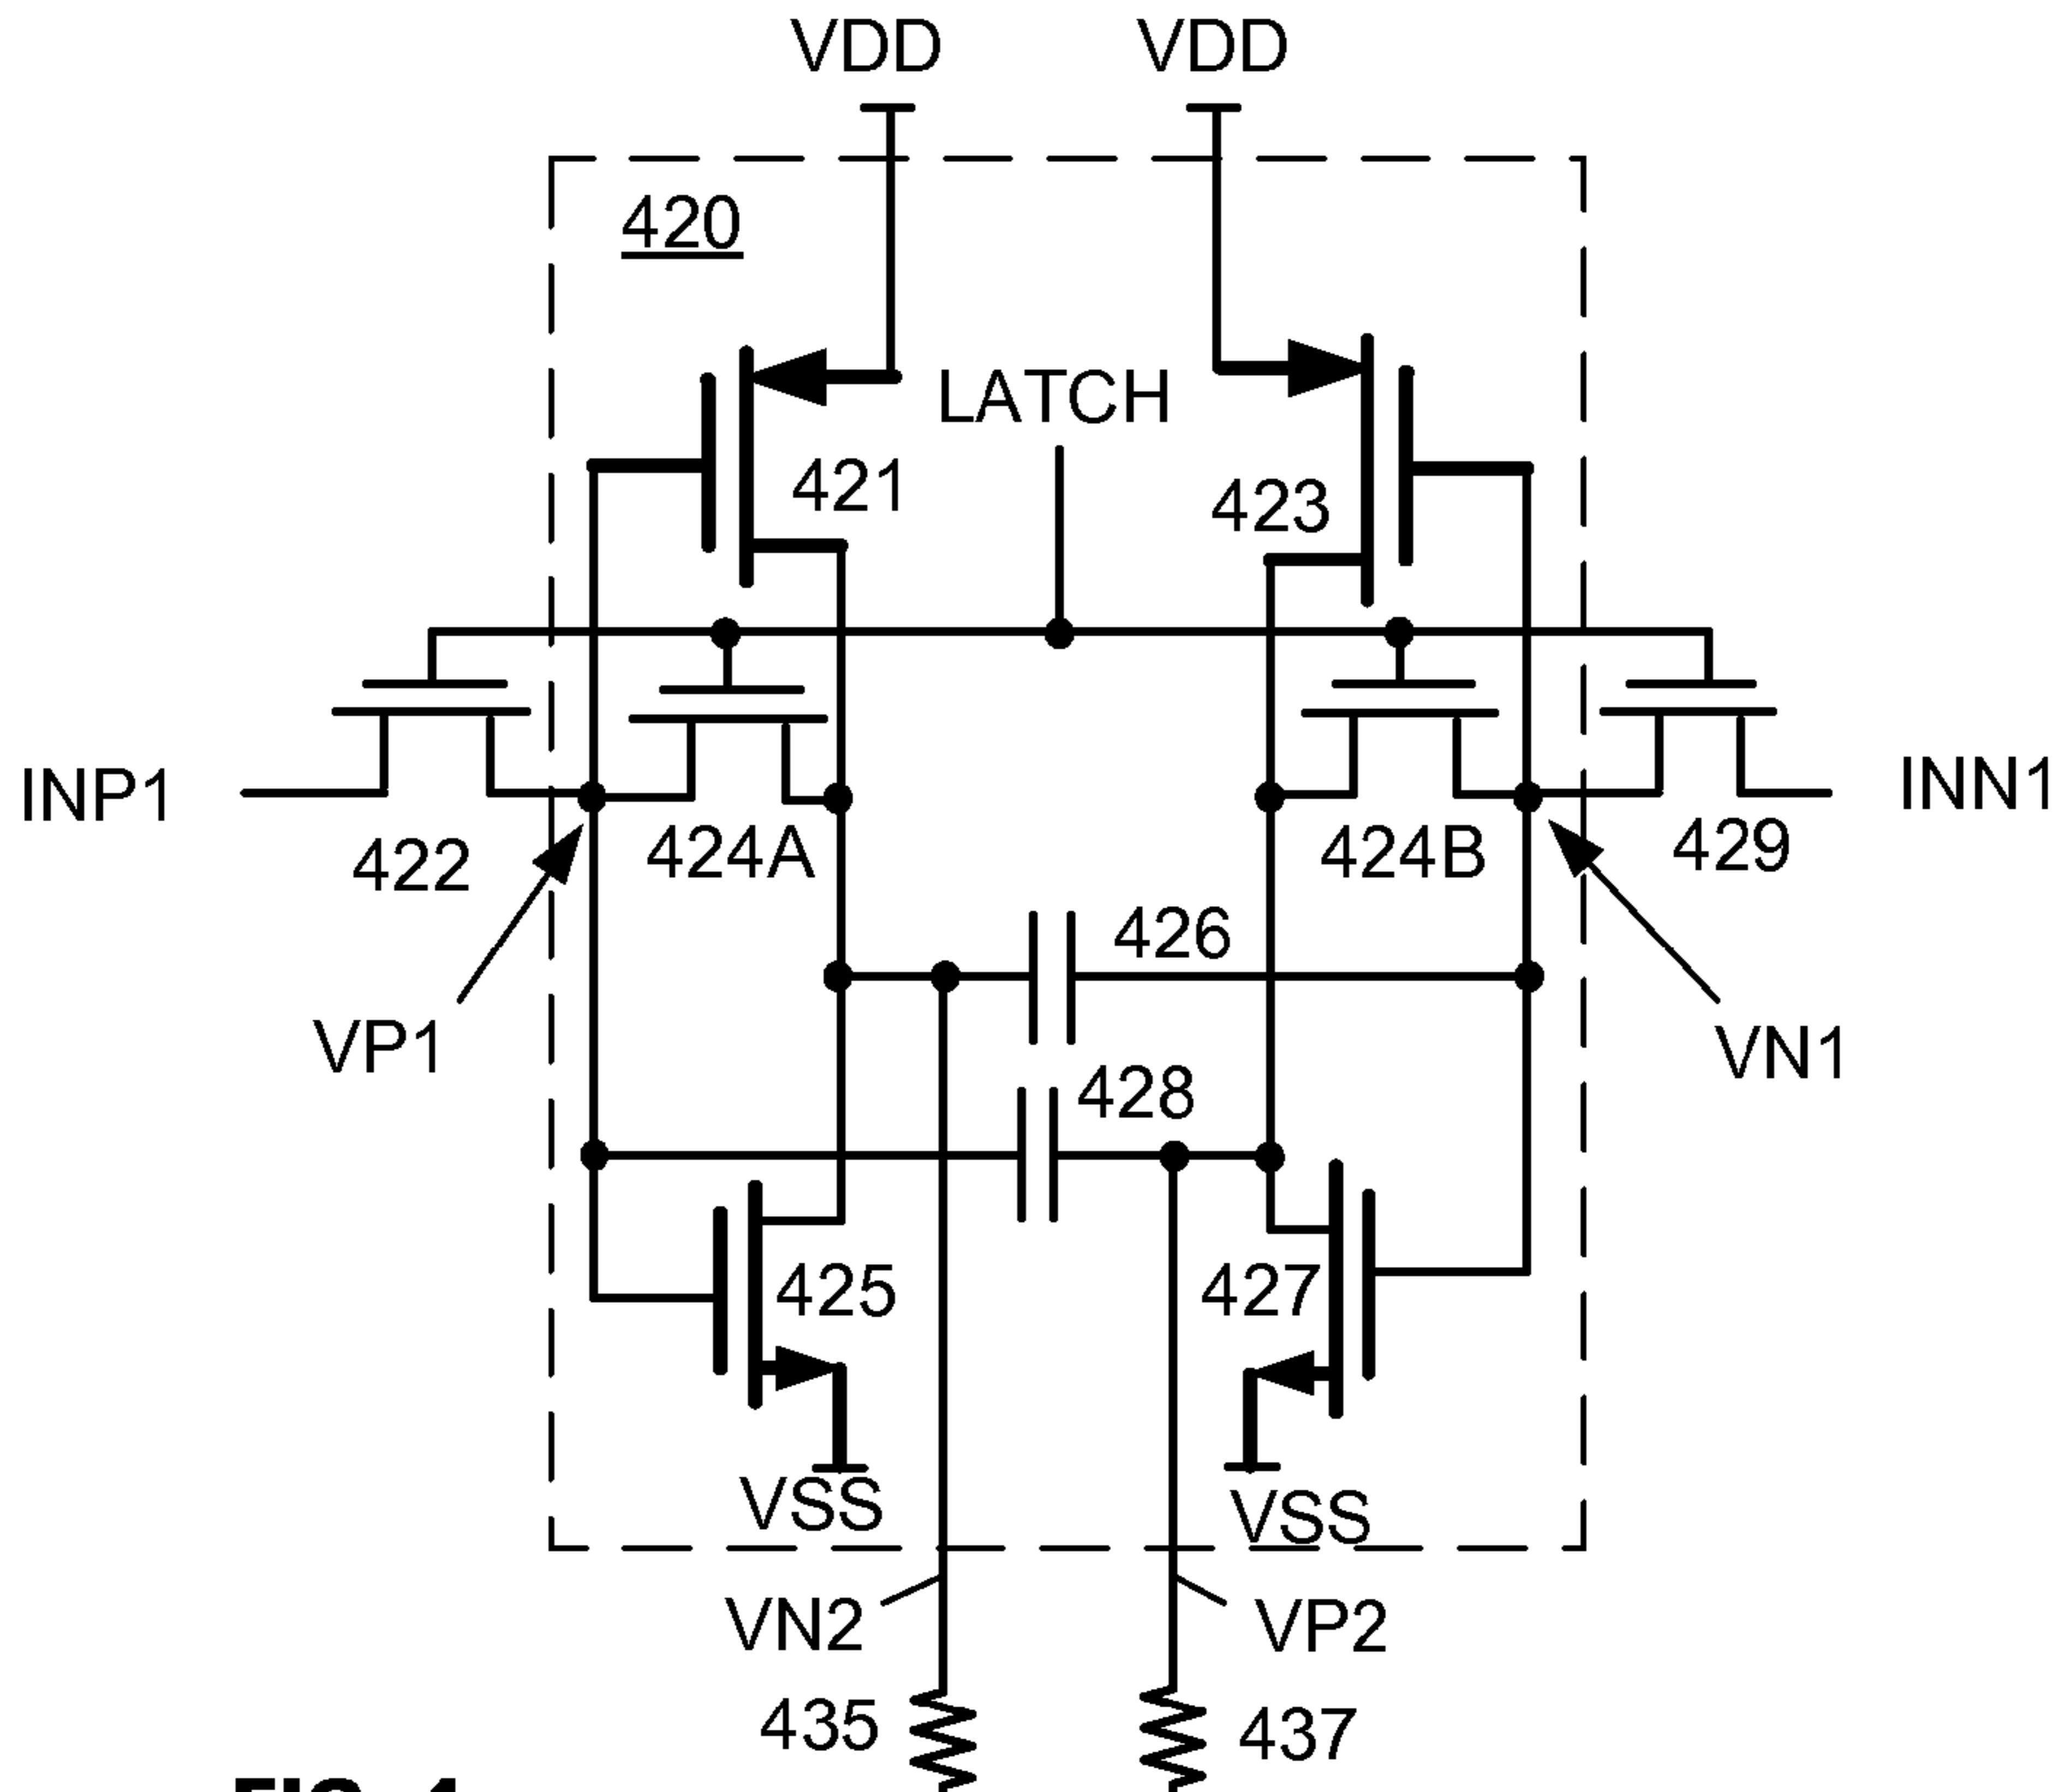 VDD VDD
420
LATCH
421
423
INP1
INN1
422
424A
424B
429
426
VP1
VN1
428
425
427
VSS
VSS
VN2
VP2
435
437